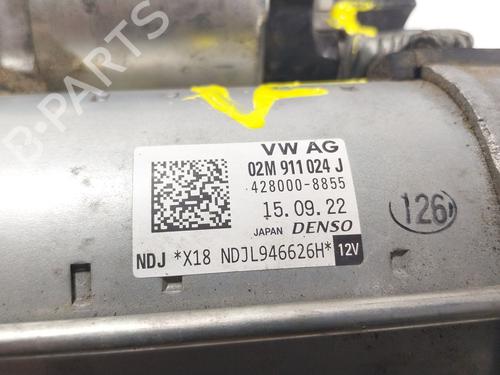 B-PARTS
VW AG
02M 911 024 J
428000-8855
15.09.22
JAPAN DENSO
NDJ *X18 NDJL946626H* 12V
126